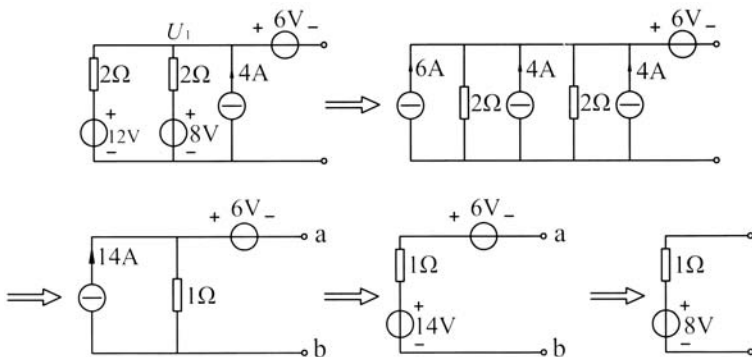 + 6V −
U₁
2Ω 2Ω 4A
+ 12V − + 8V −
+ 6V −
6A 4A 4A
2Ω 2Ω
+ 6V − a
14A
1Ω
b
+ 6V − a
1Ω
+ 14V −
b
1Ω
+ 8V −